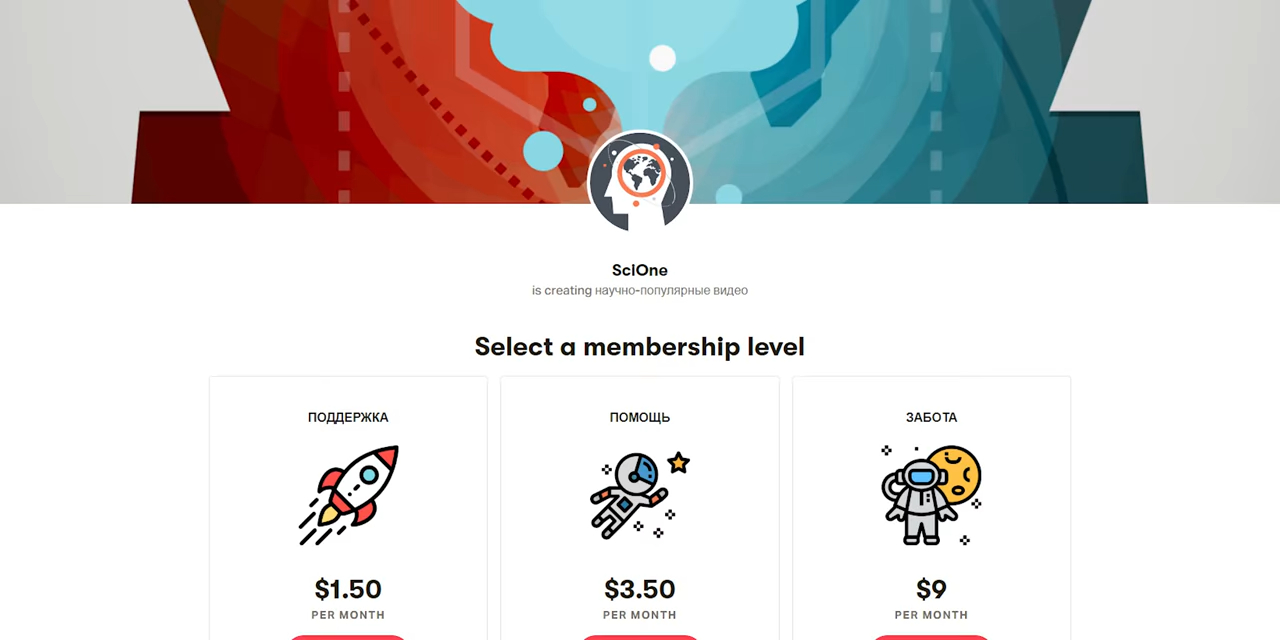 SciOne
is creating научно-популярные видео
Select a membership level
ПОДДЕРЖКА
ПОМОЩЬ
ЗАБОТА
$1.50
PER MONTH
$3.50
PER MONTH
$9
PER MONTH